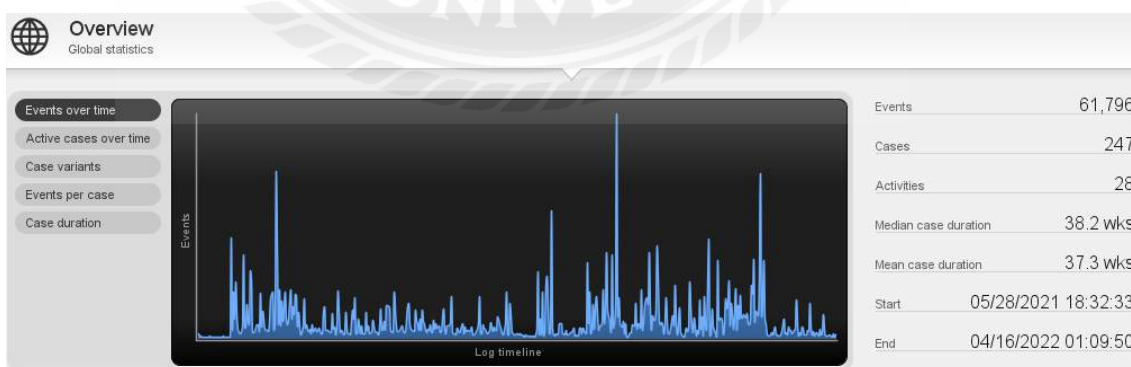 UNIVE
Overview
Global statistics
Events over time
Active cases over time
Case variants
Events per case
Case duration
Events
Log timeline
Events 61,796
Cases 247
Activities 28
Median case duration 38.2 wks
Mean case duration 37.3 wks
Start 05/28/2021 18:32:33
End 04/16/2022 01:09:50